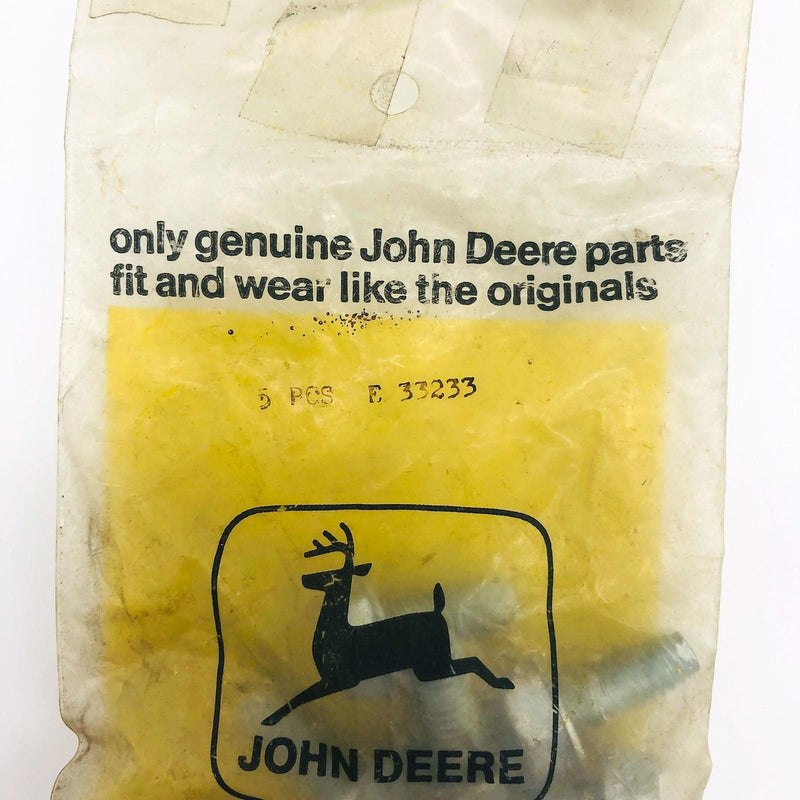 only genuine John Deere parts
fit and wear like the originals
5 PCS E 33233
JOHN DEERE